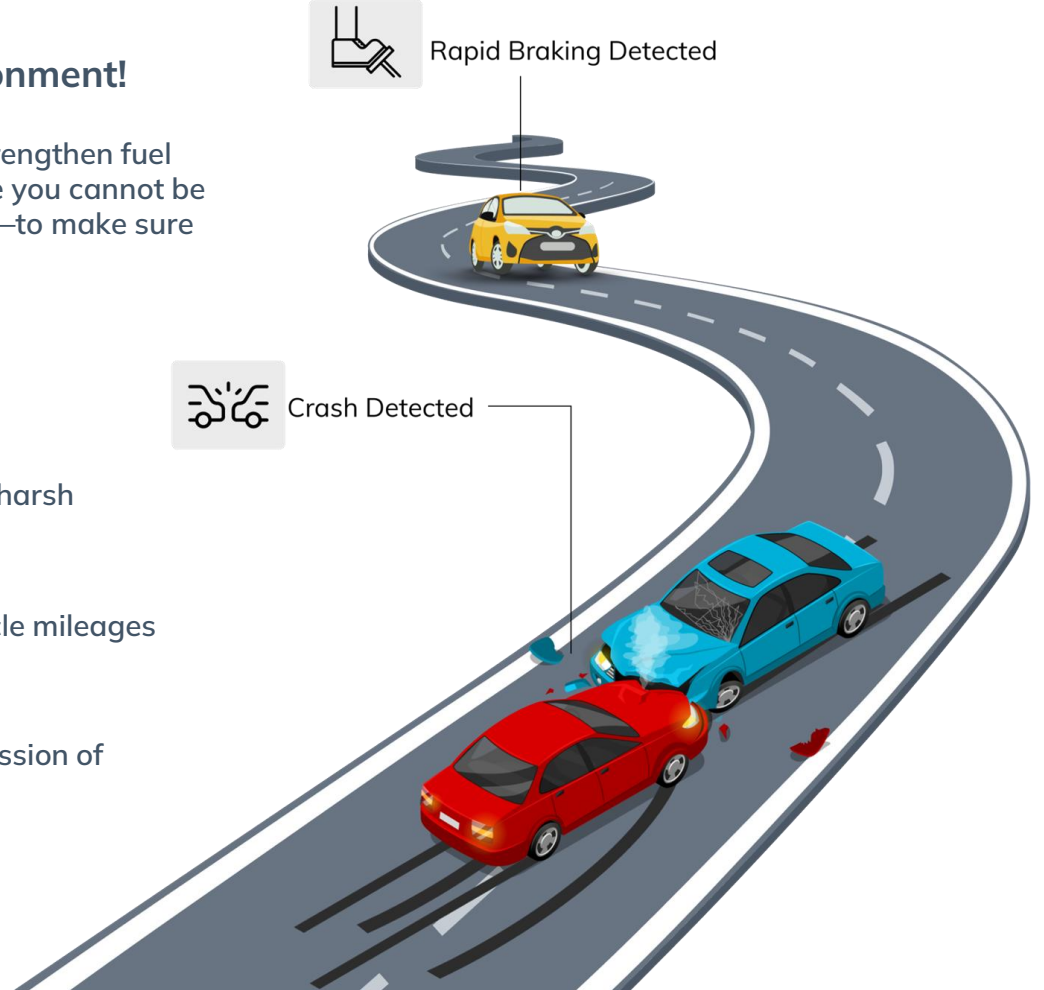 Rapid Braking Detected
onment!
rengthen fuel
e you cannot be
—to make sure
Crash Detected
harsh
cle mileages
ssion of